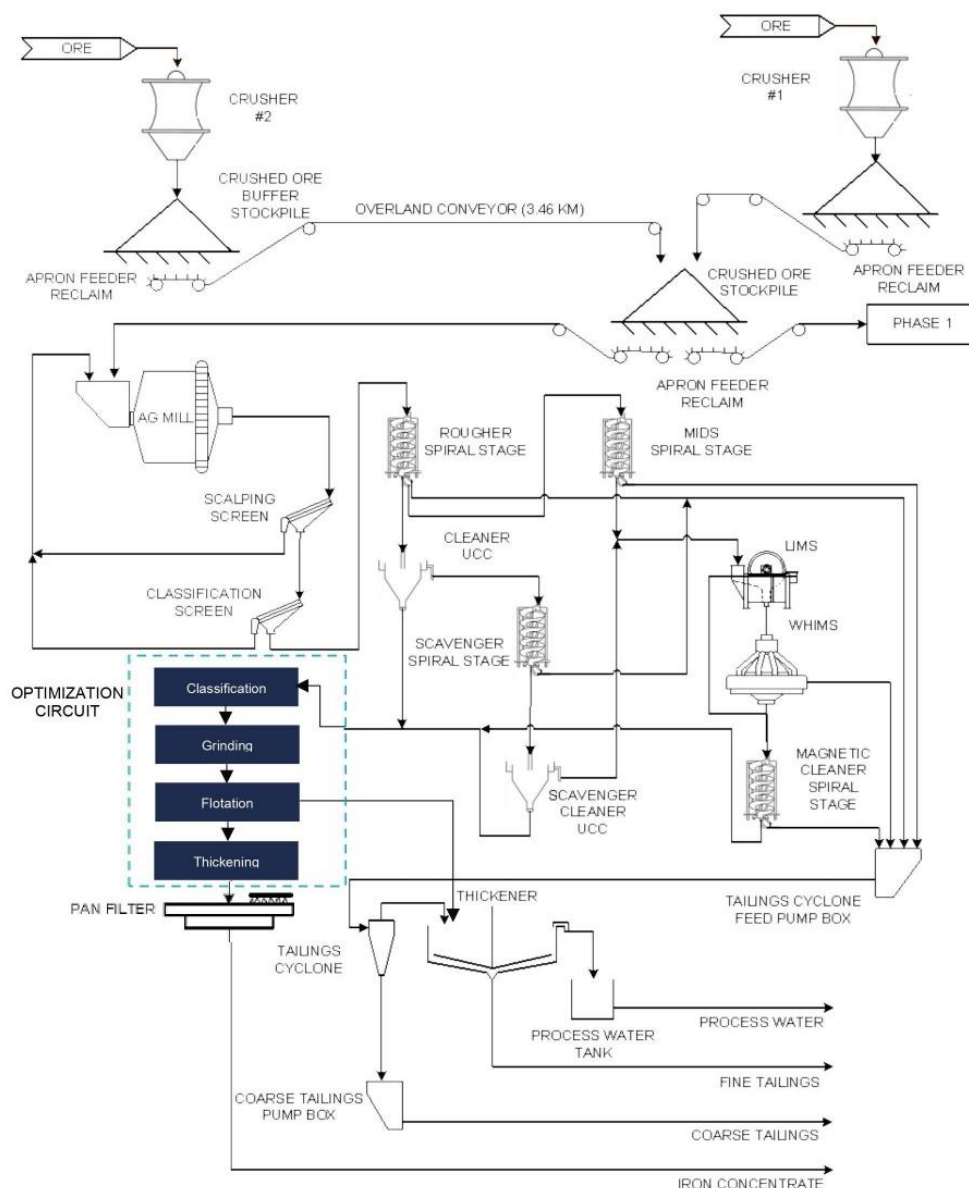 ORE
ORE
CRUSHER
#2
CRUSHER
#1
CRUSHED ORE
BUFFER
STOCKPILE
OVERLAND CONVEYOR (3.46 KM)
APRON FEEDER
RECLAIM
CRUSHED ORE
STOCKPILE
APRON FEEDER
RECLAIM
PHASE 1
APRON FEEDER
RECLAIM
AG MILL
ROUGHER
SPIRAL STAGE
MIDS
SPIRAL STAGE
SCALPING
SCREEN
CLEANER
UCC
LIMS
CLASSIFICATION
SCREEN
WHIMS
SCAVENGER
SPIRAL STAGE
OPTIMIZATION
CIRCUIT
Classification
Grinding
Flotation
Thickening
SCAVENGER
CLEANER
UCC
MAGNETIC
CLEANER
SPIRAL
STAGE
PAN FILTER
THICKENER
TAILINGS CYCLONE
FEED PUMP BOX
TAILINGS
CYCLONE
PROCESS WATER
TANK
PROCESS WATER
FINE TAILINGS
COARSE TAILINGS
PUMP BOX
COARSE TAILINGS
IRON CONCENTRATE